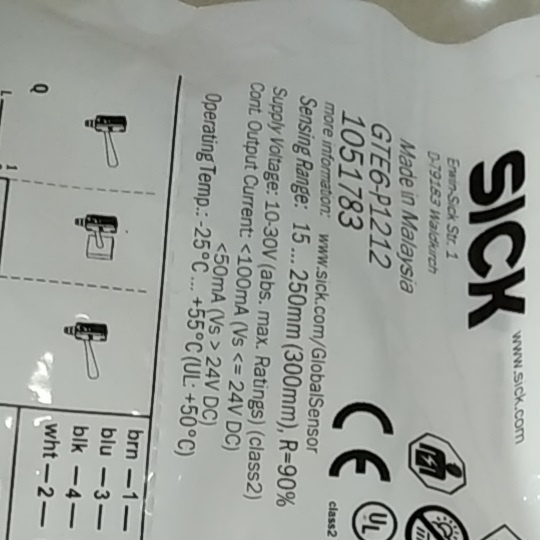 SICK
www.sick.com
Erwin-Sick Str. 1
D-79183 Waldkirch
Made in Malaysia
GTE6-P1212
1051783
more information: www.sick.com/GlobalSensor
Sensing Range: 15 ... 250mm (300mm), R=90%
Supply Voltage: 10-30V (abs. max. Ratings) (class2)
Cont. Output Current: <100mA (Vs <= 24V DC)
<50mA (Vs > 24V DC)
Operating Temp.: -25°C ... +55°C (UL: +50°C)
CE
UL
class2
brn - 1
blu - 3
blk - 4
wht - 2
Q
L
1